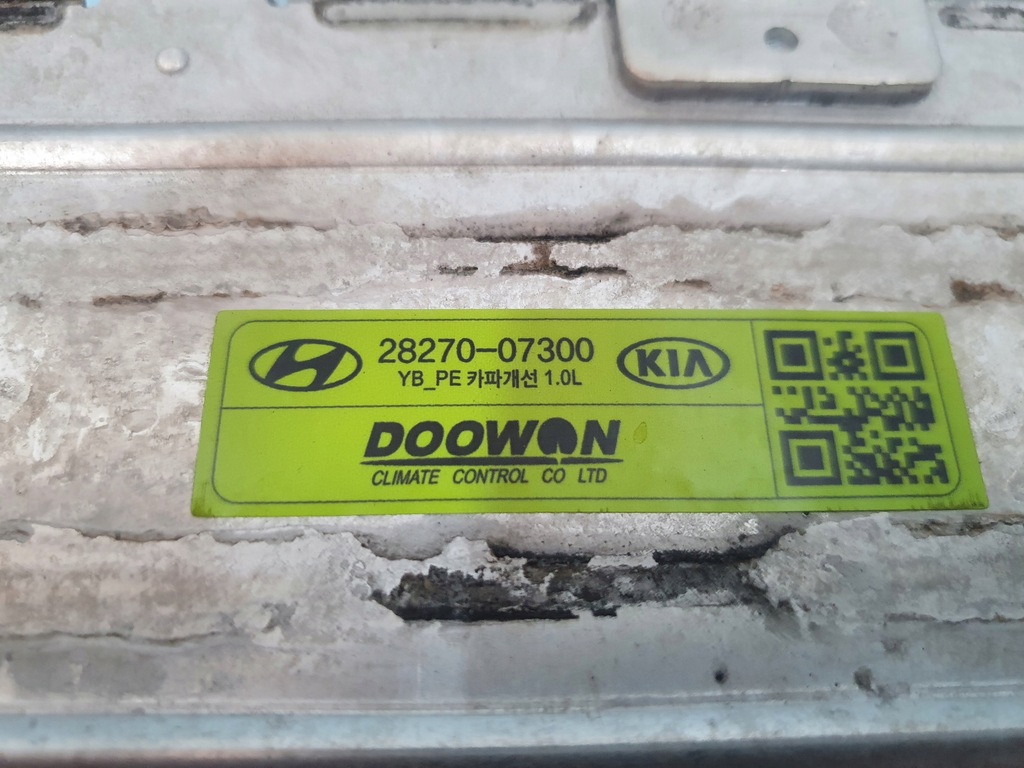 28270-07300
KIA
YB_PE 카파개선 1.0L
DOOWON
CLIMATE CONTROL CO LTD